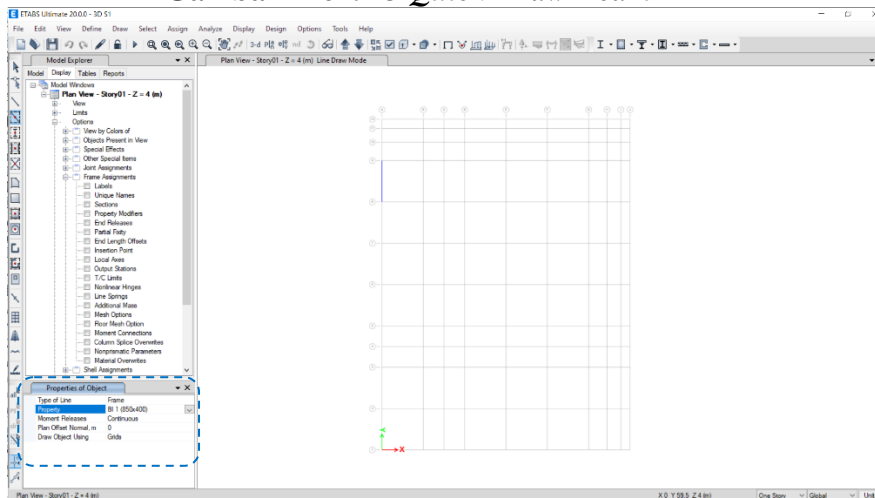 ETABS Ultimate 20.0.0 - 3D S1
File Edit View Define Draw Select Assign Analyze Display Design Options Tools Help
3-d
Model Explorer
Plan View - Story01 - Z = 4 (m) Line Draw Mode
Model Display Tables Reports
Model Windows
Plan View - Story01 - Z = 4 (m)
View
Limits
Options
View by Colors of
Objects Present in View
Special Effects
Other Special Items
Joint Assignments
Frame Assignments
Labels
Unique Names
Sections
Property Modifiers
End Releases
Partial Fixity
End Length Offsets
Insertion Point
Local Axes
Output Stations
T/C Limits
Nonlinear Hinges
Line Springs
Additional Mass
Mesh Options
Floor Mesh Option
Moment Connections
Column Splice Overwrites
Nonprismatic Parameters
Material Overwrites
Shell Assignments
Properties of Object
Type of Line Frame
Property BI 1 (850x400)
Moment Releases Continuous
Plan Offset Normal, m 0
Draw Object Using Grids
Y
X
Plan View - Story01 - Z = 4 (m)
X 0 Y 59.5 Z 4 (m)
One Story
Global